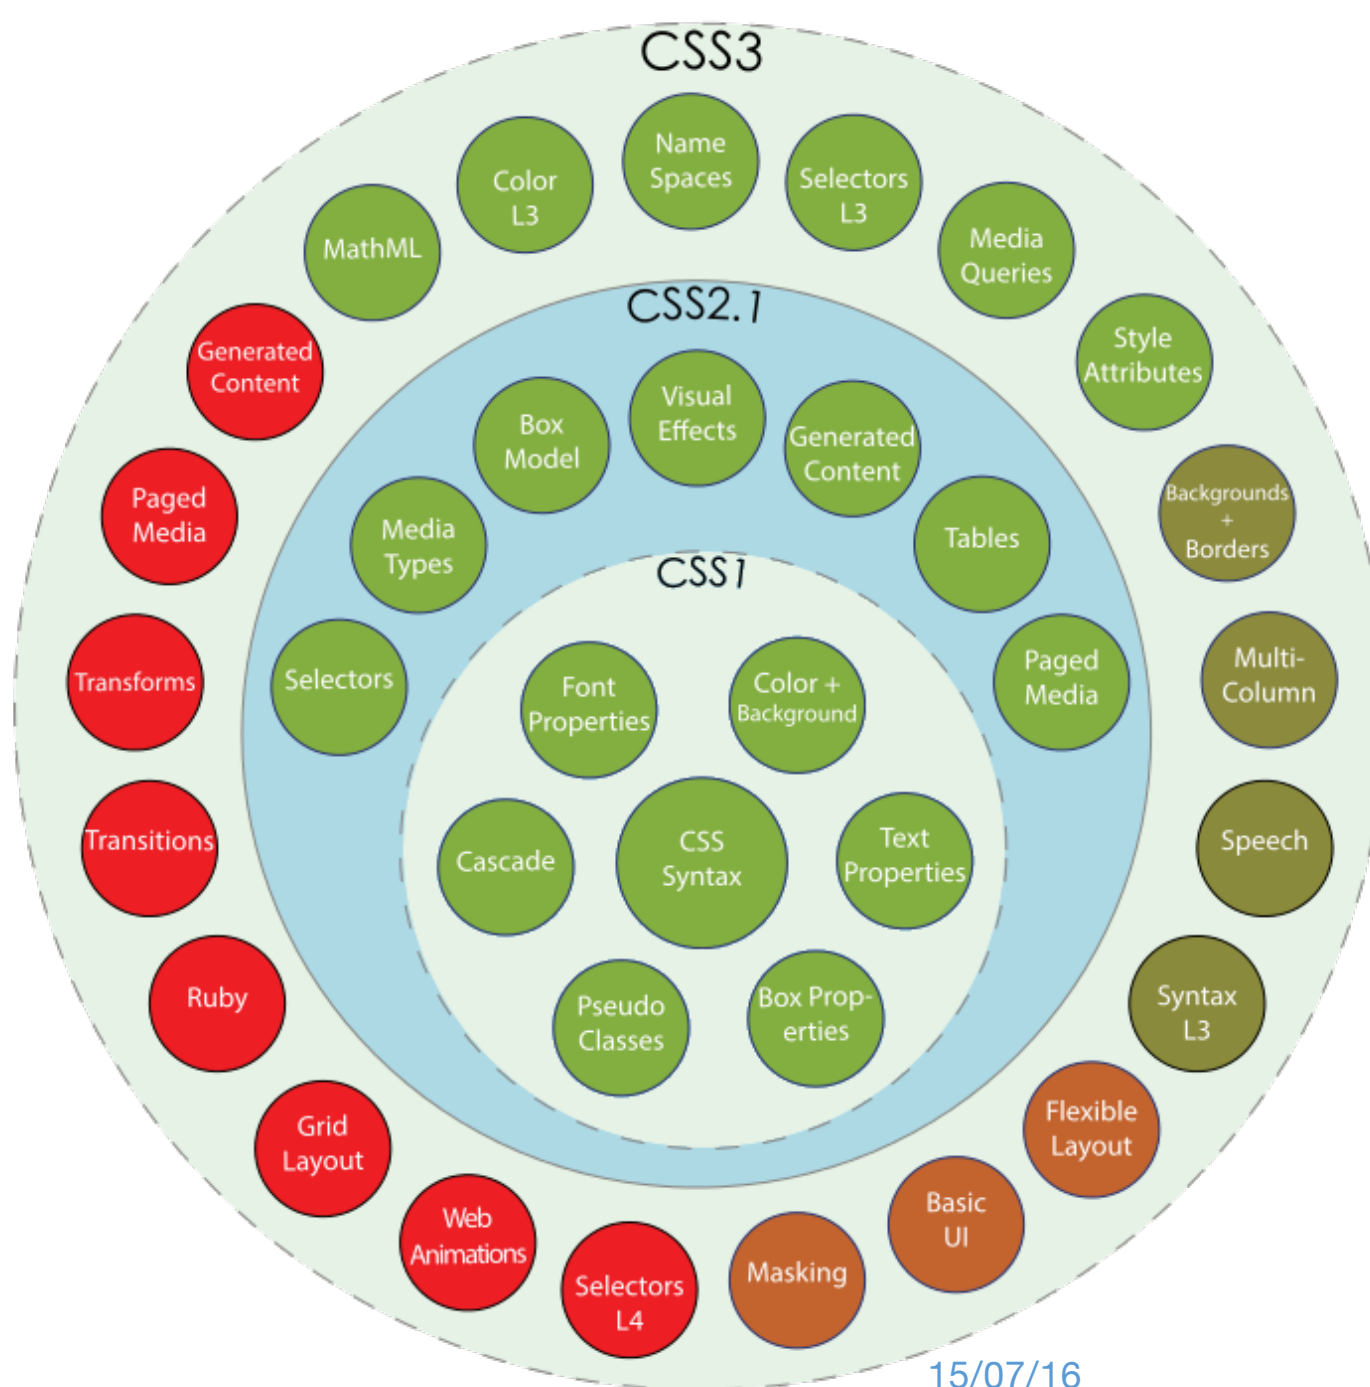 CSS3
Name
Spaces
Selectors
L3
Media
Queries
Style
Attributes
Backgrounds
+
Borders
Multi-
Column
Speech
Syntax
L3
Flexible
Layout
Basic
UI
Masking
Selectors
L4
Web
Animations
Grid
Layout
Ruby
Transitions
Transforms
Paged
Media
Generated
Content
MathML
Color
L3
CSS2.1
Selectors
Media
Types
Box
Model
Visual
Effects
Generated
Content
Tables
Paged
Media
CSS1
Font
Properties
Color +
Background
Cascade
CSS
Syntax
Text
Properties
Pseudo
Classes
Box Prop-
erties
15/07/16